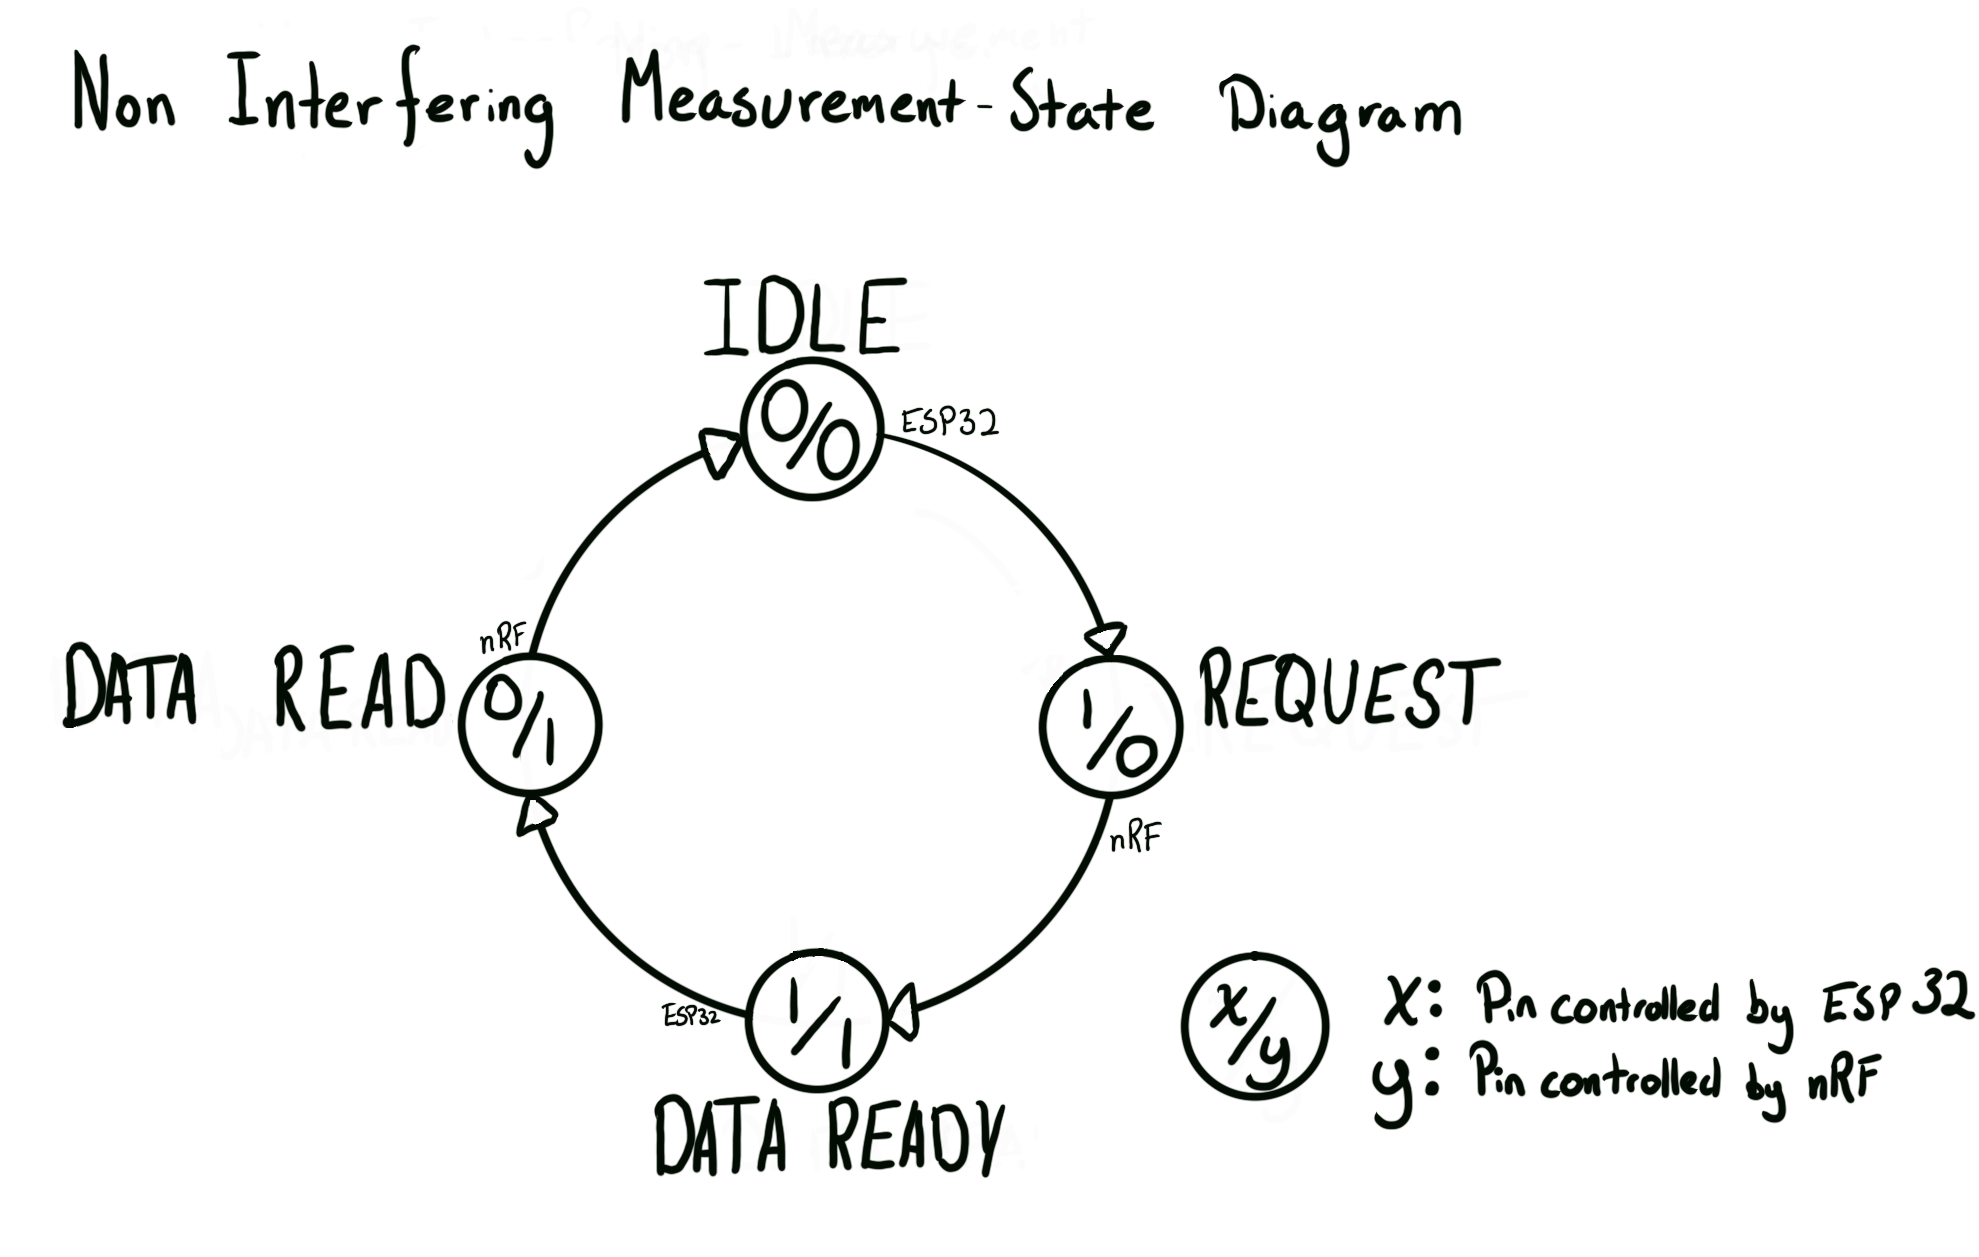 Non Interfering Measurement-State Diagram
IDLE
0/0
ESP32
nRF
DATA READ
0/1
1/0
REQUEST
nRF
ESP32
1/1
DATA READY
x/y
x: Pin controlled by ESP32
y: Pin controlled by nRF